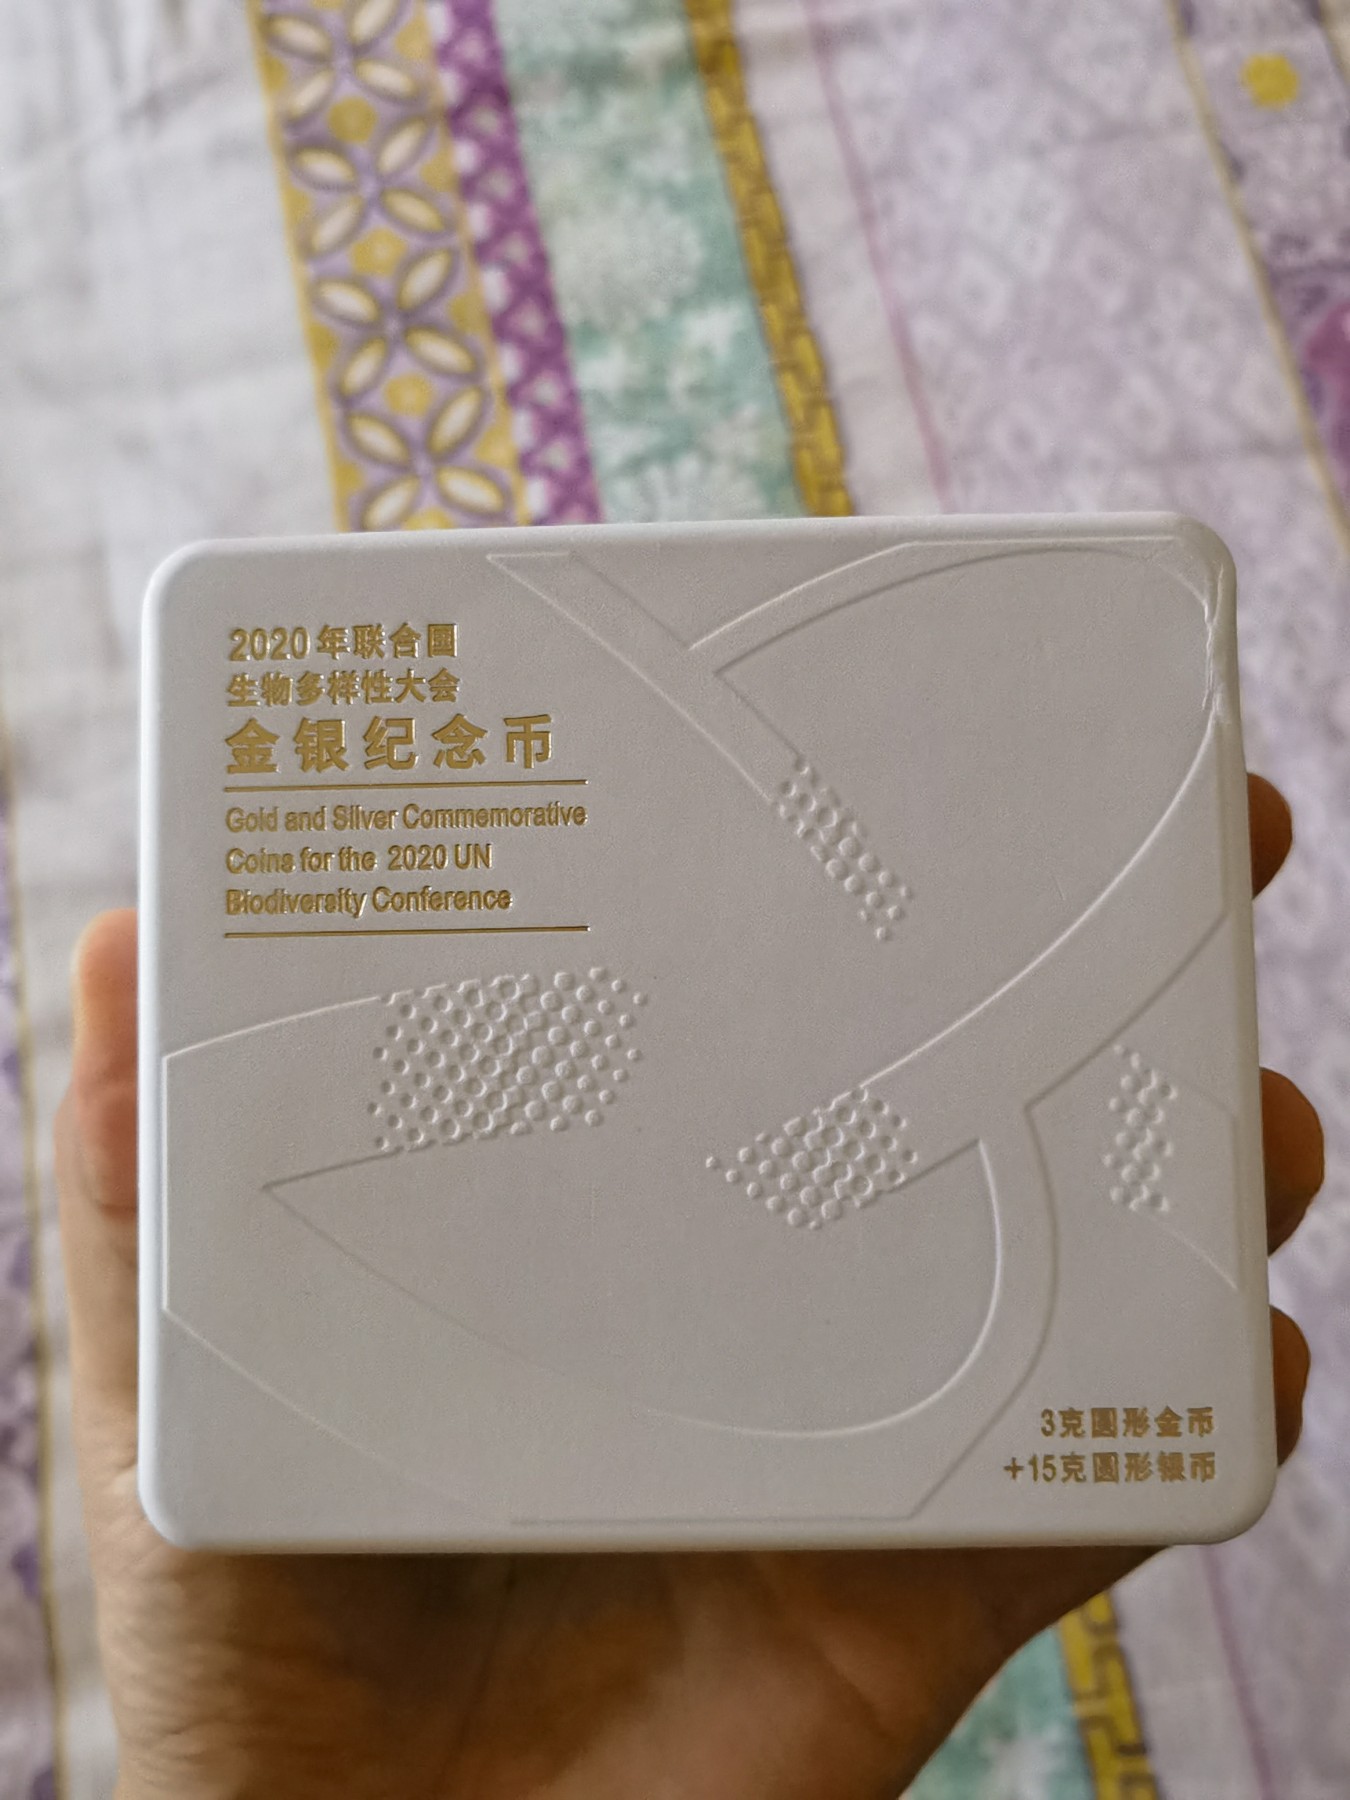 2020年联合国
生物多样性大会
金银纪念币
Gold and Silver Commemorative
Coins for the 2020 UN
Biodiversity Conference
3克圆形金币
+15克圆形银币